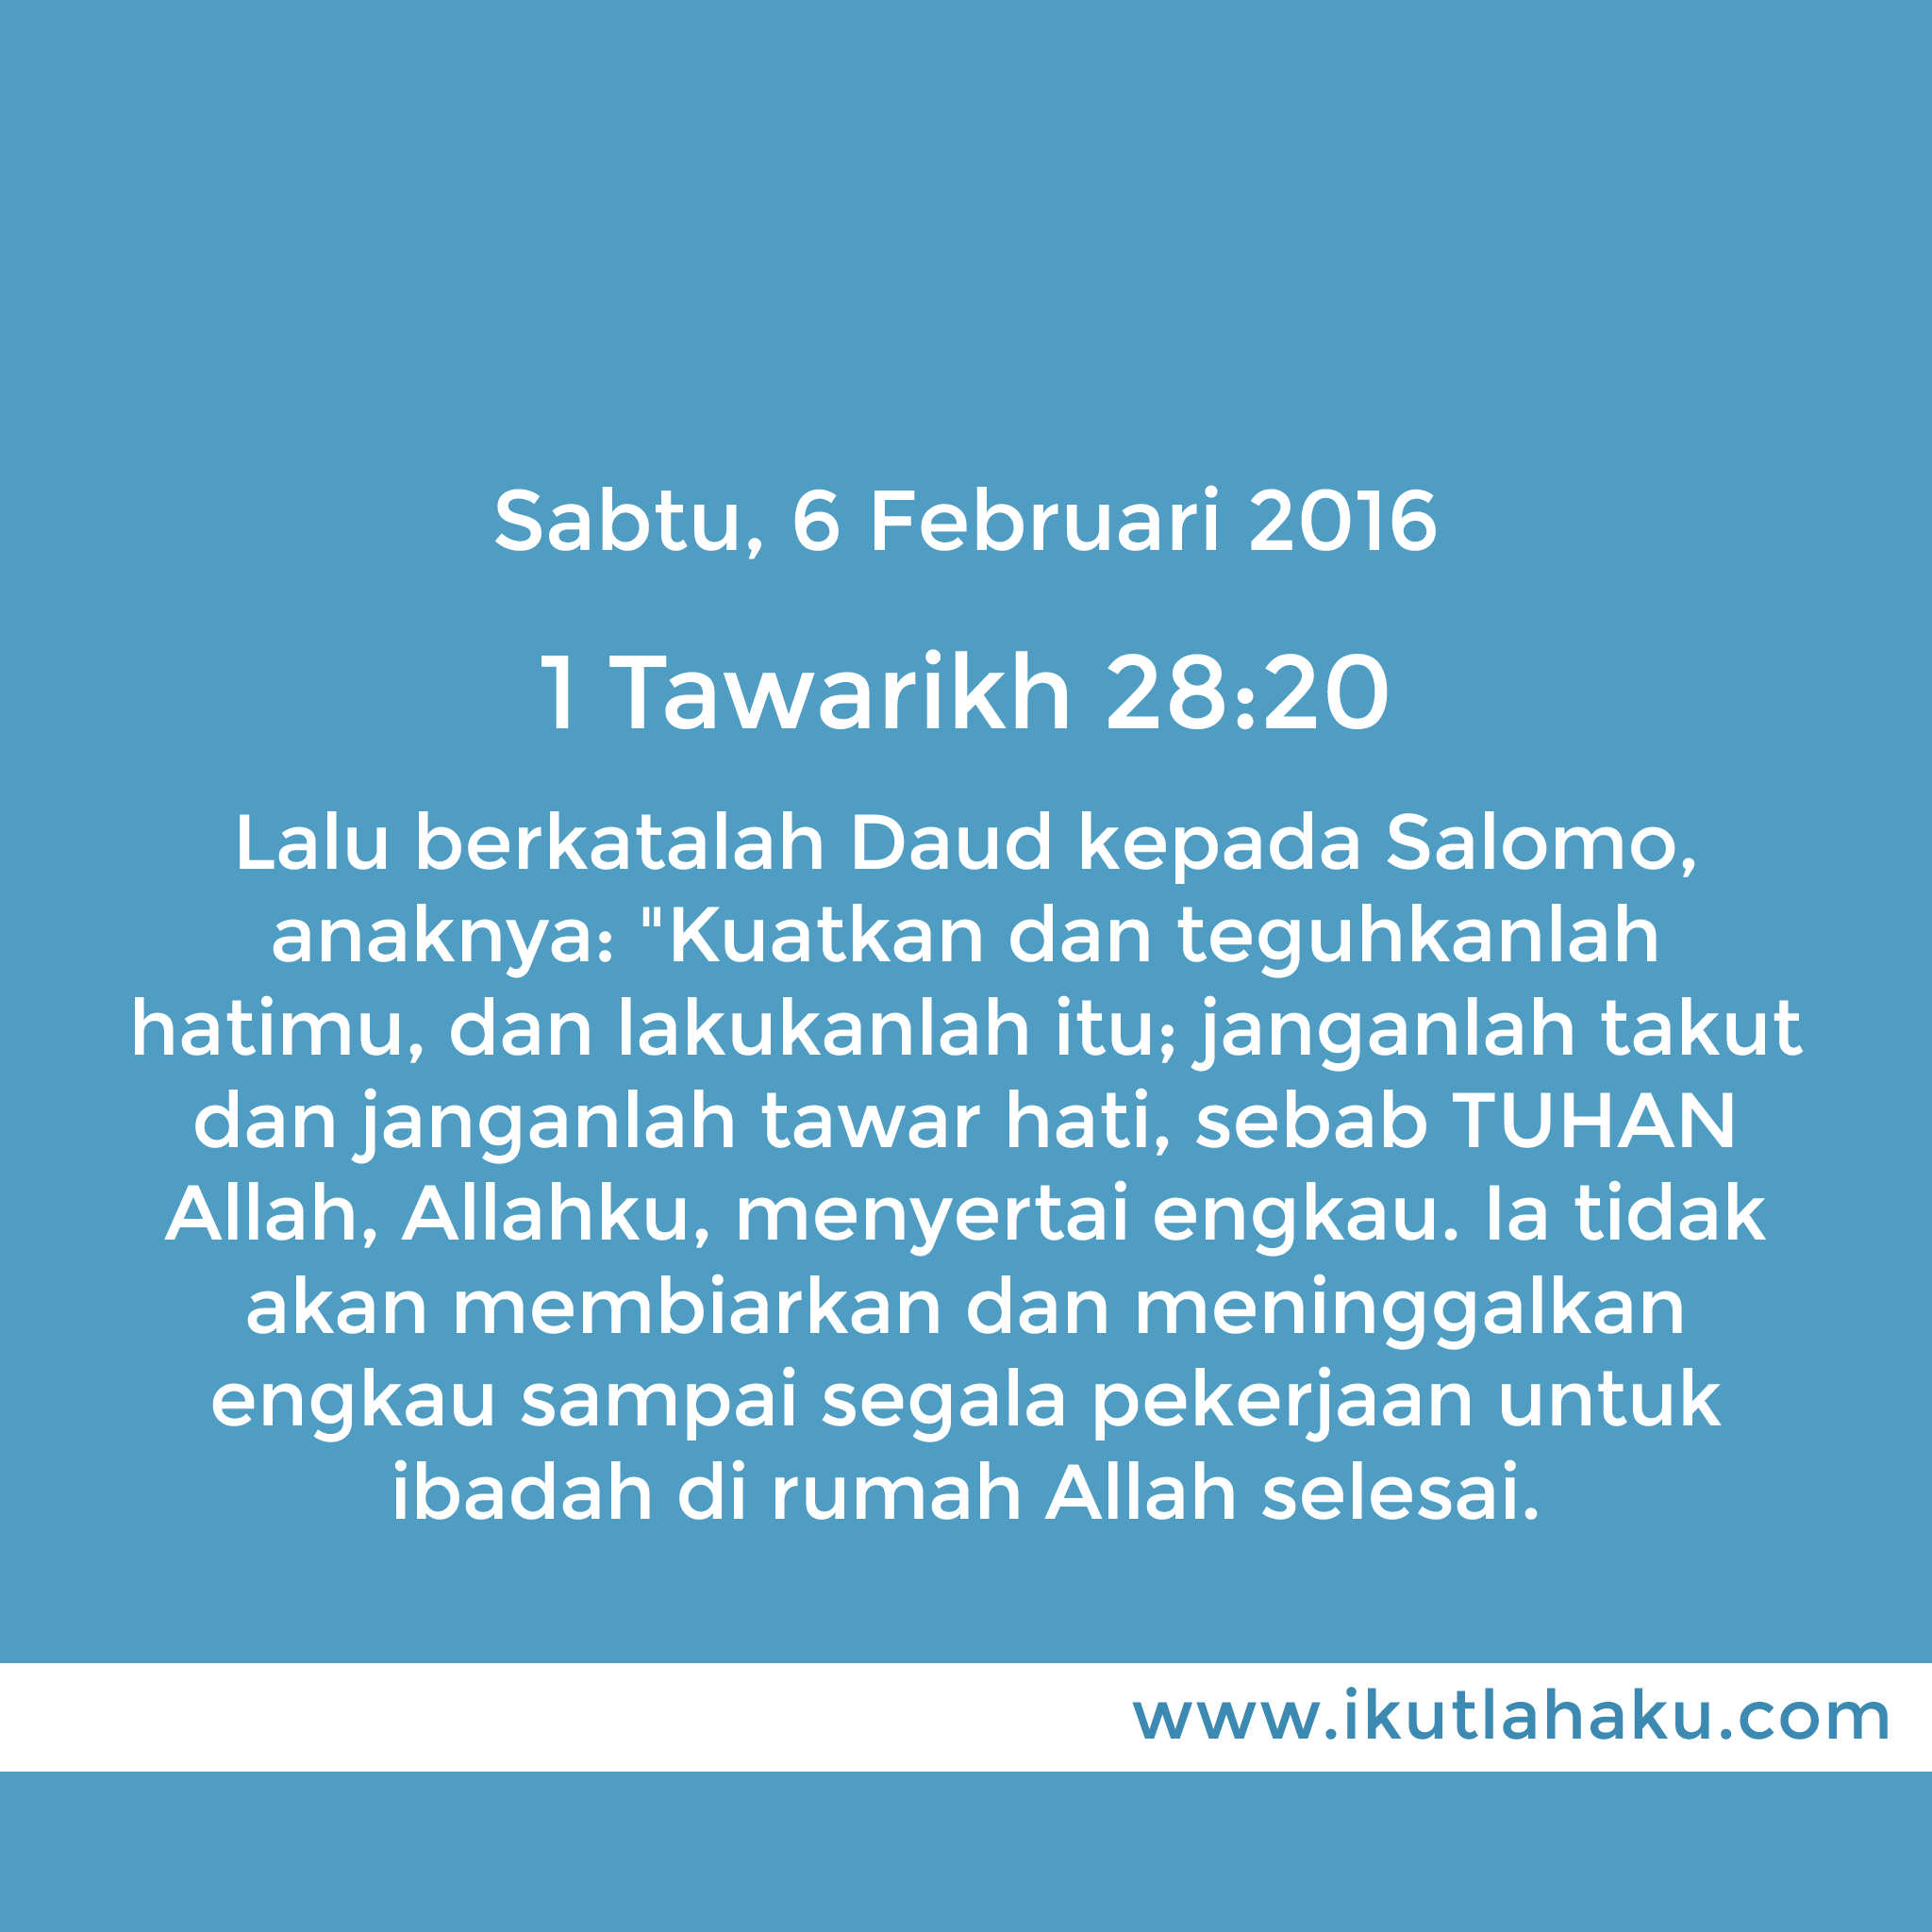 Sabtu, 6 Februari 2016
1 Tawarikh 28:20
Lalu berkatalah Daud kepada Salomo,
anaknya: "Kuatkan dan teguhkanlah
hatimu, dan lakukanlah itu; janganlah takut
dan janganlah tawar hati, sebab TUHAN
Allah, Allahku, menyertai engkau. Ia tidak
akan membiarkan dan meninggalkan
engkau sampai segala pekerjaan untuk
ibadah di rumah Allah selesai.
www.ikutlahaku.com